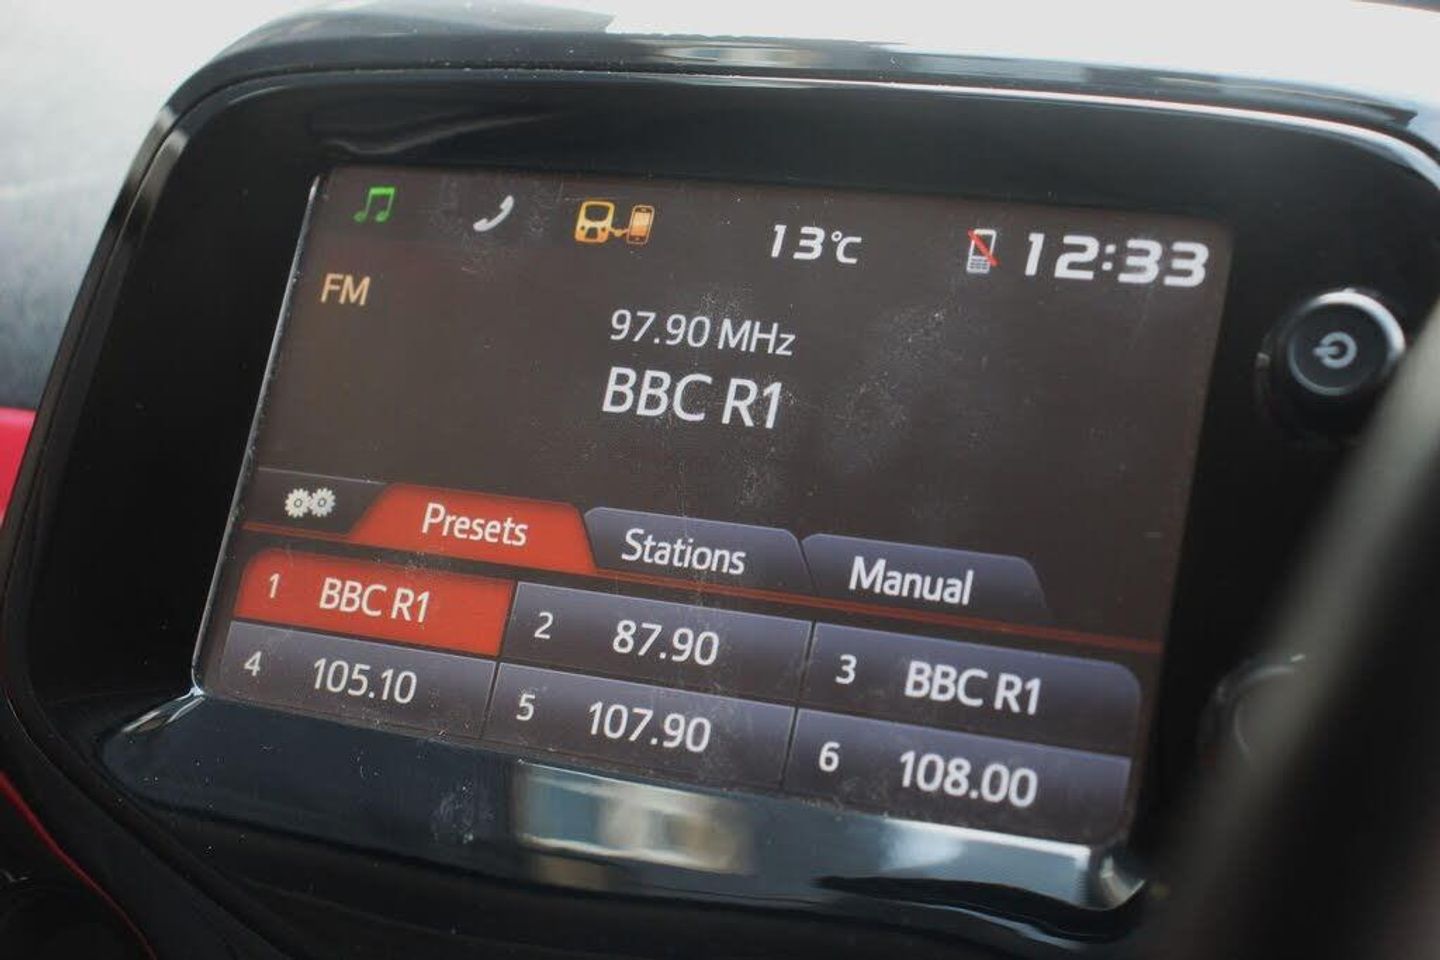 13°C 12:33
FM
97.90 MHz
BBC R1
Presets Stations Manual
1 BBC R1 2 87.90 3 BBC R1
4 105.10 5 107.90 6 108.00